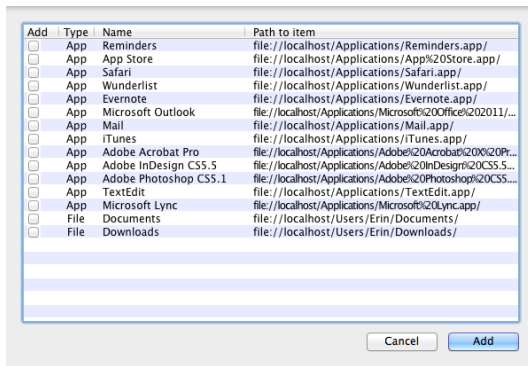 Add Type Name Path to item
App Reminders file://localhost/Applications/Reminders.app/
App App Store file://localhost/Applications/App%20Store.app/
App Safari file://localhost/Applications/Safari.app/
App Wunderlist file://localhost/Applications/Wunderlist.app/
App Evernote file://localhost/Applications/Evernote.app/
App Microsoft Outlook file://localhost/Applications/Microsoft%20Office%202011/...
App Mail file://localhost/Applications/Mail.app/
App iTunes file://localhost/Applications/iTunes.app/
App Adobe Acrobat Pro file://localhost/Applications/Adobe%20Acrobat%20X%20Pr...
App Adobe InDesign CS5.5 file://localhost/Applications/Adobe%20InDesign%20CS5.5...
App Adobe Photoshop CS5.1 file://localhost/Applications/Adobe%20Photoshop%20CS5....
App TextEdit file://localhost/Applications/TextEdit.app/
App Microsoft Lync file://localhost/Applications/Microsoft%20Lync.app/
File Documents file://localhost/Users/Erin/Documents/
File Downloads file://localhost/Users/Erin/Downloads/
Cancel Add